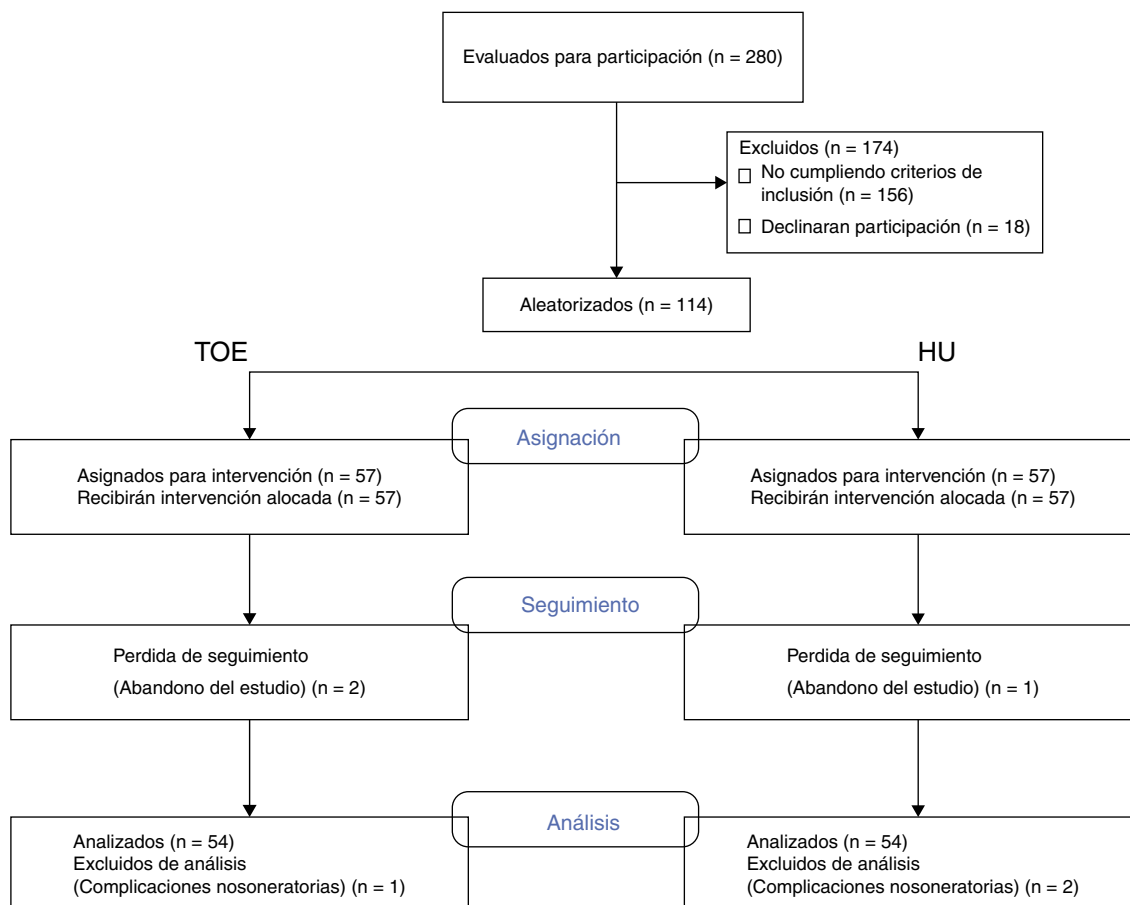 Evaluados para participación (n = 280)
Excluidos (n = 174)
No cumpliendo criterios de
inclusión (n = 156)
Declinaran participación (n = 18)
Aleatorizados (n = 114)
TOE
HU
Asignación
Asignados para intervención (n = 57)
Recibirán intervención alocada (n = 57)
Asignados para intervención (n = 57)
Recibirán intervención alocada (n = 57)
Seguimiento
Perdida de seguimiento
(Abandono del estudio) (n = 2)
Perdida de seguimiento
(Abandono del estudio) (n = 1)
Análisis
Analizados (n = 54)
Excluidos de análisis
(Complicaciones nosoneratorias) (n = 1)
Analizados (n = 54)
Excluidos de análisis
(Complicaciones nosoneratorias) (n = 2)